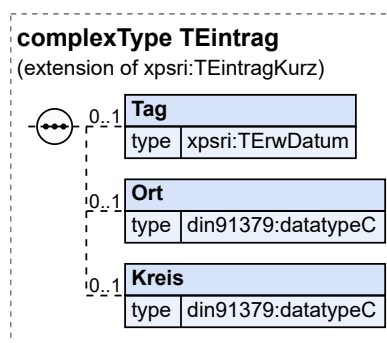 complexType TEintrag
(extension of xpsri:TEintragKurz)
0..1 Tag
type xpsri:TErwDatum
0..1 Ort
type din91379:datatypeC
0..1 Kreis
type din91379:datatypeC